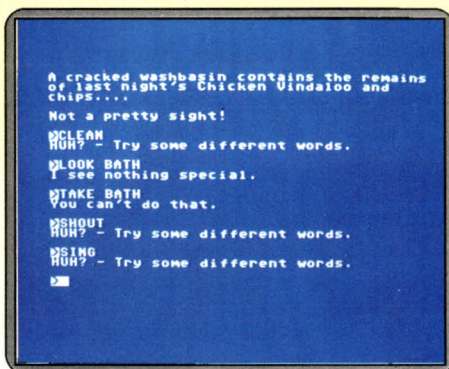 A cracked washbasin contains the remains
of last night's Chicken Vindaloo and
chips....
Not a pretty sight!
>CLEAN
HUH? - Try some different words.
>LOOK BATH
I see nothing special.
>TAKE BATH
You can't do that.
>SHOUT
HUH? - Try some different words.
>SING
HUH? - Try some different words.
>